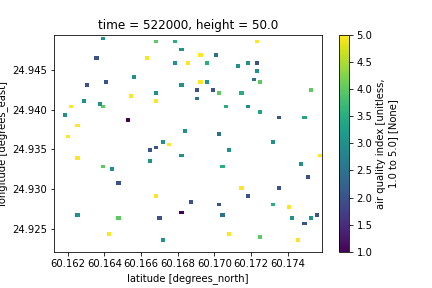 time = 522000, height = 50.0
24.945
24.940
24.935
24.930
24.925
longitude [degrees_east]
60.162 60.164 60.166 60.168 60.170 60.172 60.174
latitude [degrees_north]
5.0
4.5
4.0
3.5
3.0
2.5
2.0
1.5
1.0
air quality index [unitless,
1.0 to 5.0] [None]